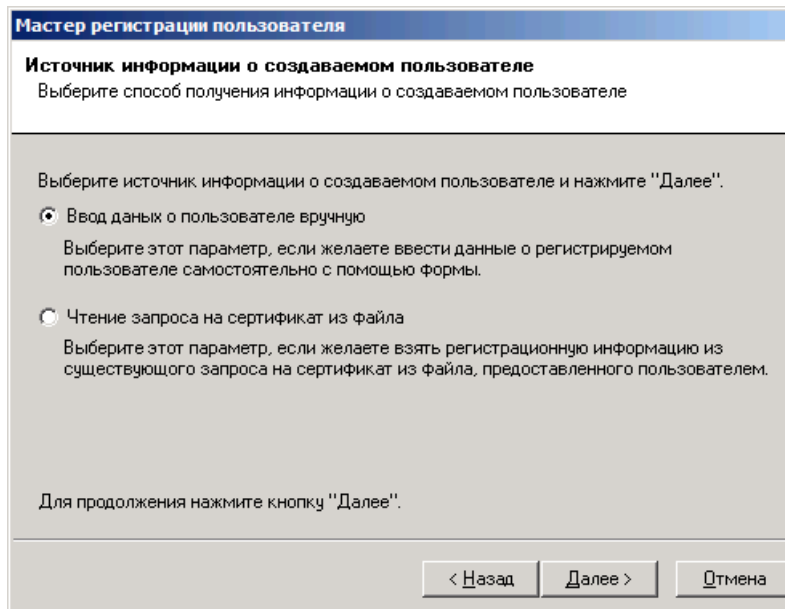 Мастер регистрации пользователя
Источник информации о создаваемом пользователе
Выберите способ получения информации о создаваемом пользователе
Выберите источник информации о создаваемом пользователе и нажмите "Далее".
Ввод даных о пользователе вручную
Выберите этот параметр, если желаете ввести данные о регистрируемом
пользователе самостоятельно с помощью формы.
Чтение запроса на сертификат из файла
Выберите этот параметр, если желаете взять регистрационную информацию из
существующего запроса на сертификат из файла, предоставленного пользователем.
Для продолжения нажмите кнопку "Далее".
< Назад Далее > Отмена